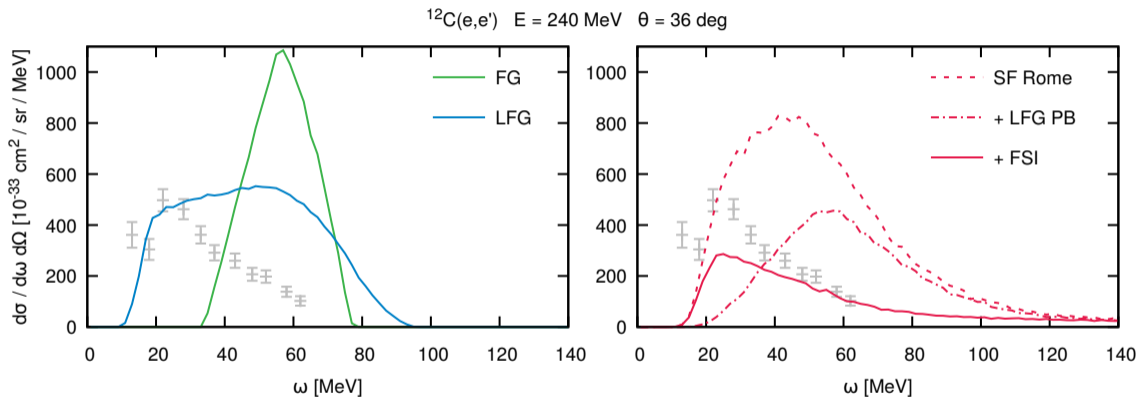 ¹²C(e,e') E = 240 MeV θ = 36 deg
dσ / dω dΩ [10⁻³³ cm² / sr / MeV]
1000
800
600
400
200
0
0 20 40 60 80 100 120 140
ω [MeV]
FG
LFG
1000
800
600
400
200
0
0 20 40 60 80 100 120 140
ω [MeV]
SF Rome
+ LFG PB
+ FSI